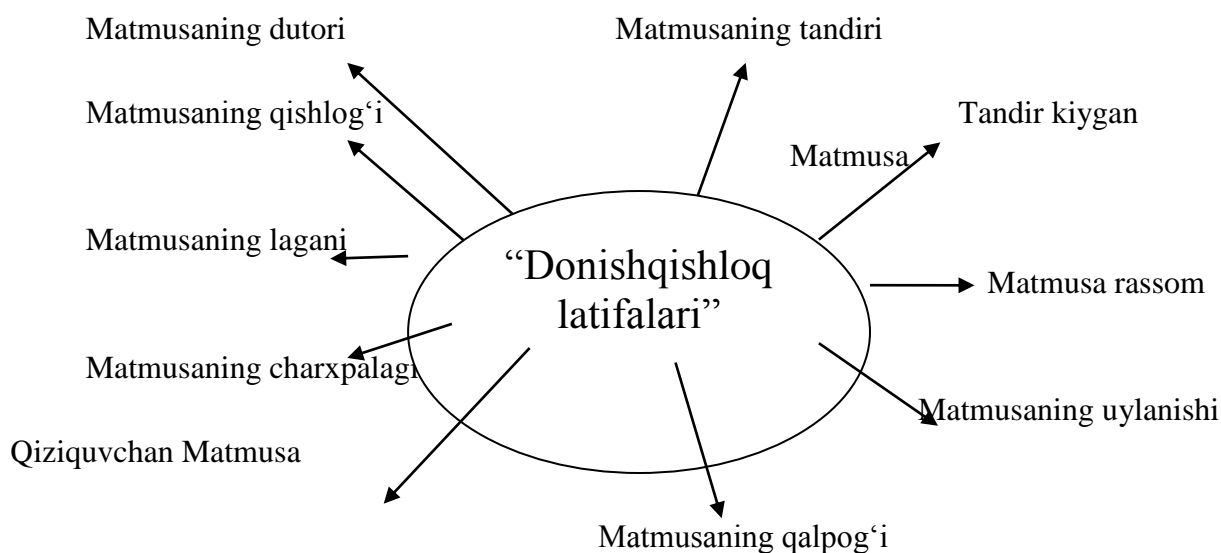 Matmusaning dutori
Matmusaning tandiri
Matmusaning qishlog‘i
Tandir kiygan
Matmusa
Matmusaning lagani
“Donishqishloq
latifalari”
Matmusa rassom
Matmusaning charxpalagi
Matmusaning uylanishi
Qiziquvchan Matmusa
Matmusaning qalpog‘i